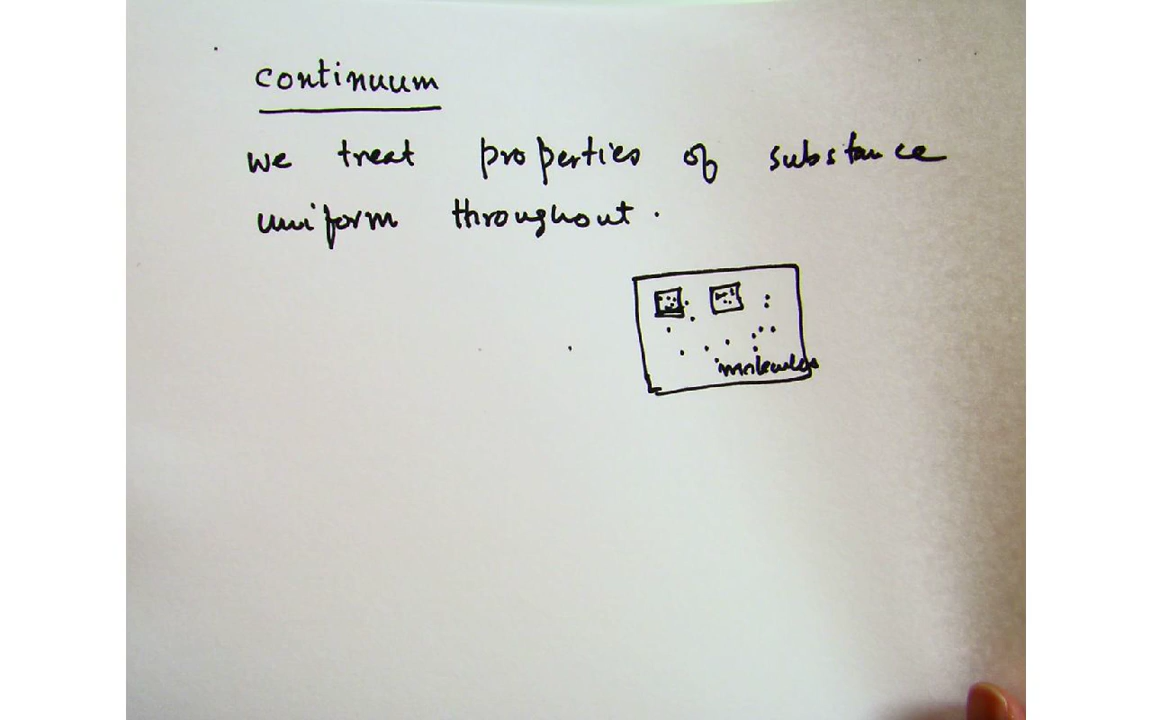 continuum
we treat properties of substance
uniform throughout.
molecules